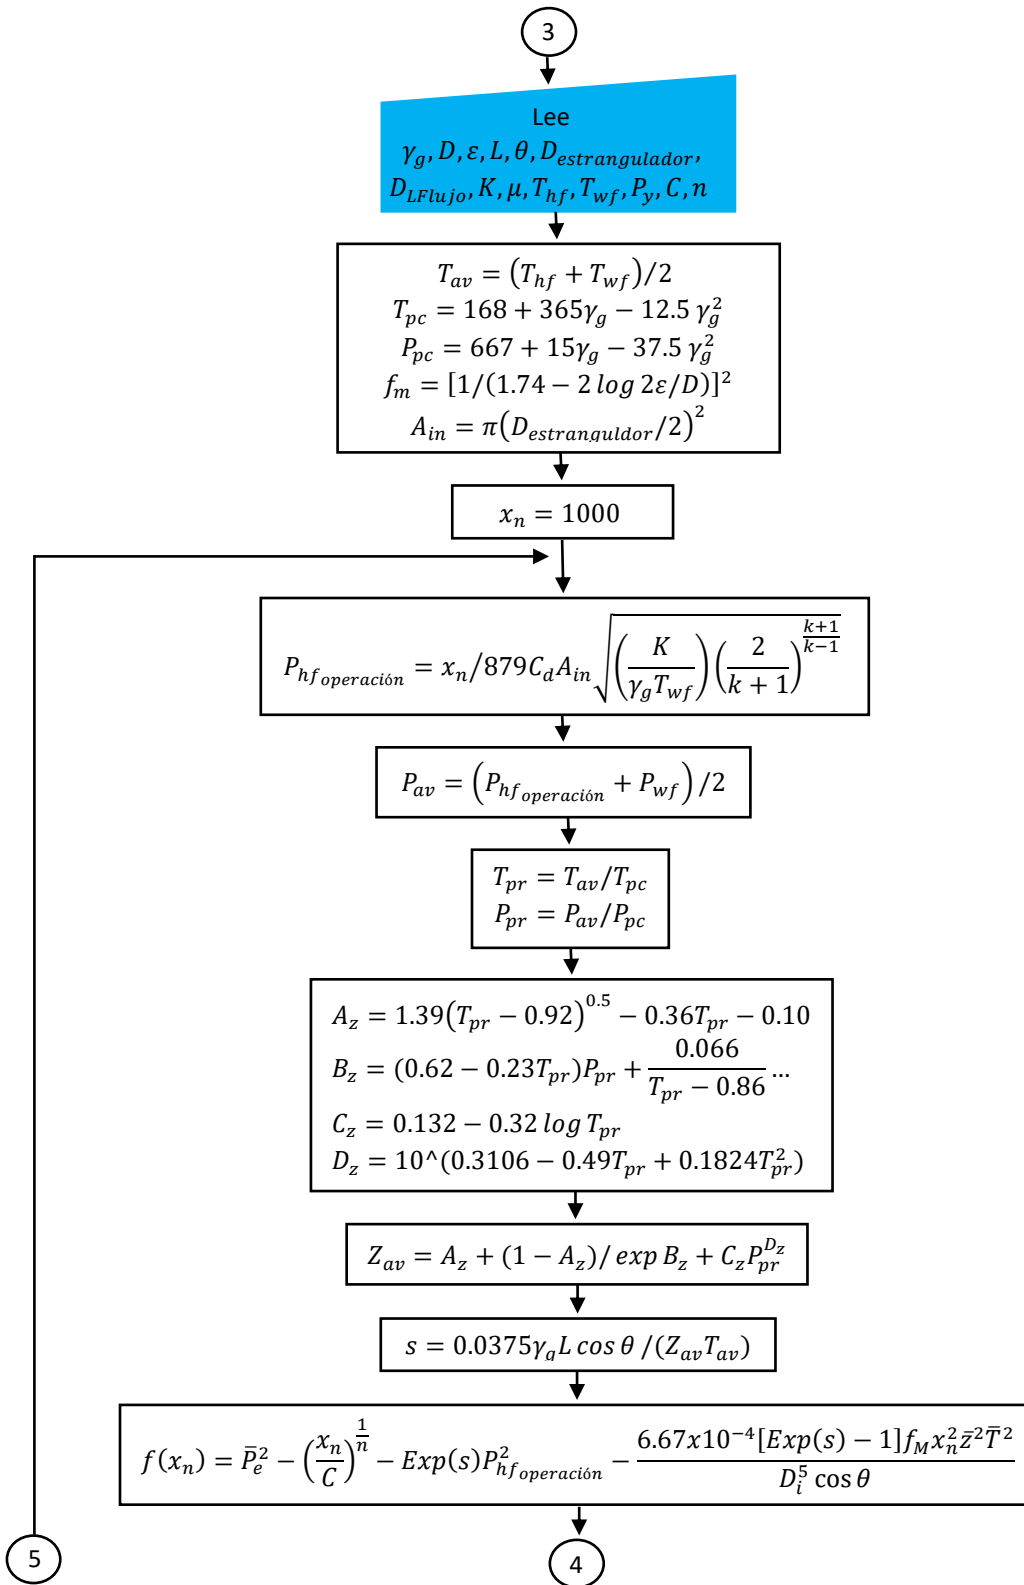 3
Lee
γ_g, D, ε, L, θ, D_estrangulador,
D_LFlujo, K, μ, T_hf, T_wf, P_y, C, n
T_av = (T_hf + T_wf)/2
T_pc = 168 + 365γ_g − 12.5 γ_g^2
P_pc = 667 + 15γ_g − 37.5 γ_g^2
f_m = [1/(1.74 − 2 log 2ε/D)]^2
A_in = π(D_estranguldor/2)^2
x_n = 1000
P_hf_operación = x_n/879C_d A_in √((K/(γ_g T_wf)) (2/(k + 1))^((k+1)/(k−1)))
P_av = (P_hf_operación + P_wf)/2
T_pr = T_av/T_pc
P_pr = P_av/P_pc
A_z = 1.39(T_pr − 0.92)^0.5 − 0.36T_pr − 0.10
B_z = (0.62 − 0.23T_pr)P_pr + 0.066/(T_pr − 0.86) ...
C_z = 0.132 − 0.32 log T_pr
D_z = 10^(0.3106 − 0.49T_pr + 0.1824T_pr^2)
Z_av = A_z + (1 − A_z)/ exp B_z + C_z P_pr^D_z
s = 0.0375γ_g L cos θ /(Z_av T_av)
f(x_n) = P̄_e^2 − (x_n/C)^(1/n) − Exp(s)P_hf_operación^2 − 6.67x10^−4[Exp(s) − 1]f_M x_n^2 z̄^2 T̄^2/(D_i^5 cos θ)
5
4